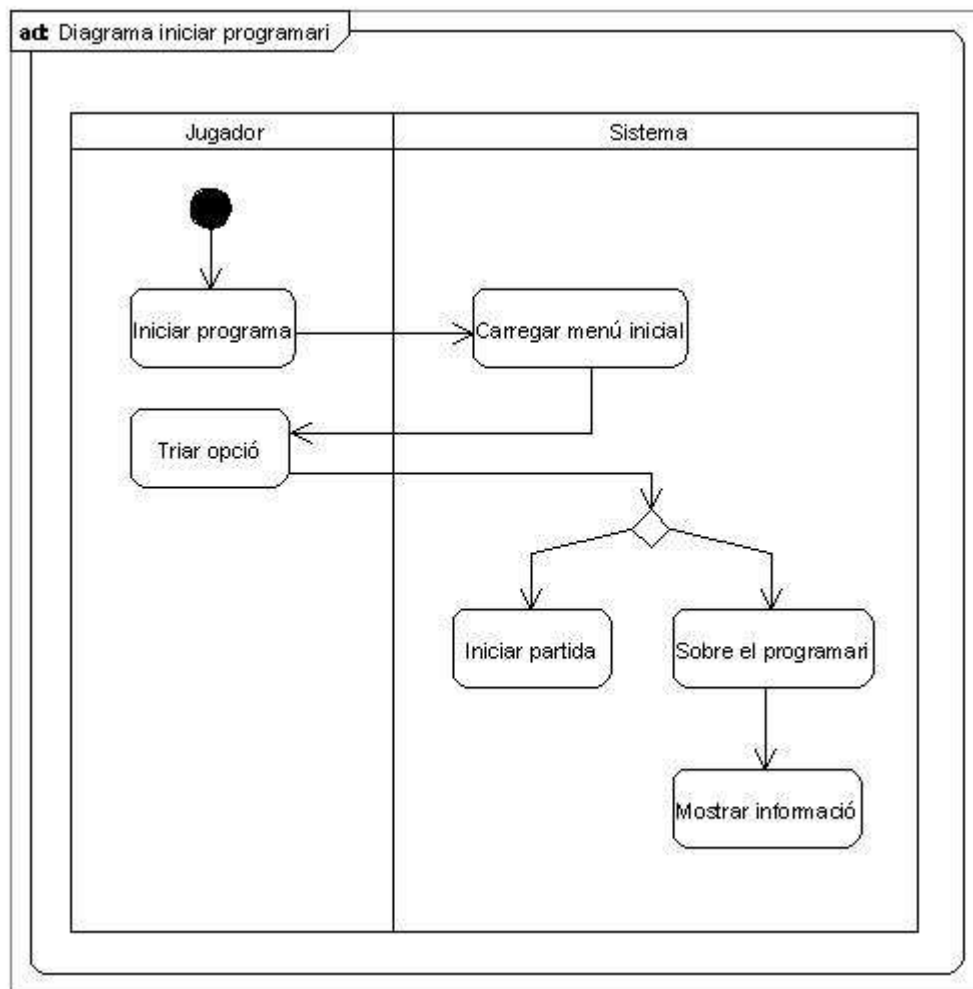 act Diagrama iniciar programari
Jugador
Sistema
Iniciar programa
Carregar menú inicial
Triar opció
Iniciar partida
Sobre el programari
Mostrar informació